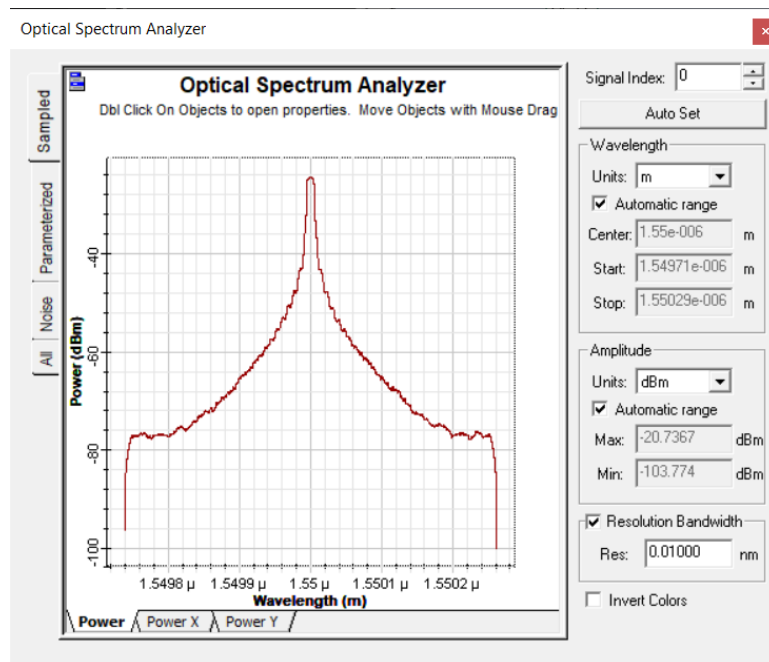 Optical Spectrum Analyzer
Sampled
Parameterized
Noise
All
Optical Spectrum Analyzer
Dbl Click On Objects to open properties. Move Objects with Mouse Drag
Power (dBm)
-40
-60
-80
-100
1.5498 µ 1.5499 µ 1.55 µ 1.5501 µ 1.5502 µ
Wavelength (m)
Power Power X Power Y
Signal Index: 0
Auto Set
Wavelength
Units: m
Automatic range
Center: 1.55e-006 m
Start: 1.54971e-006 m
Stop: 1.55029e-006 m
Amplitude
Units: dBm
Automatic range
Max: -20.7367 dBm
Min: -103.774 dBm
Resolution Bandwidth
Res: 0.01000 nm
Invert Colors